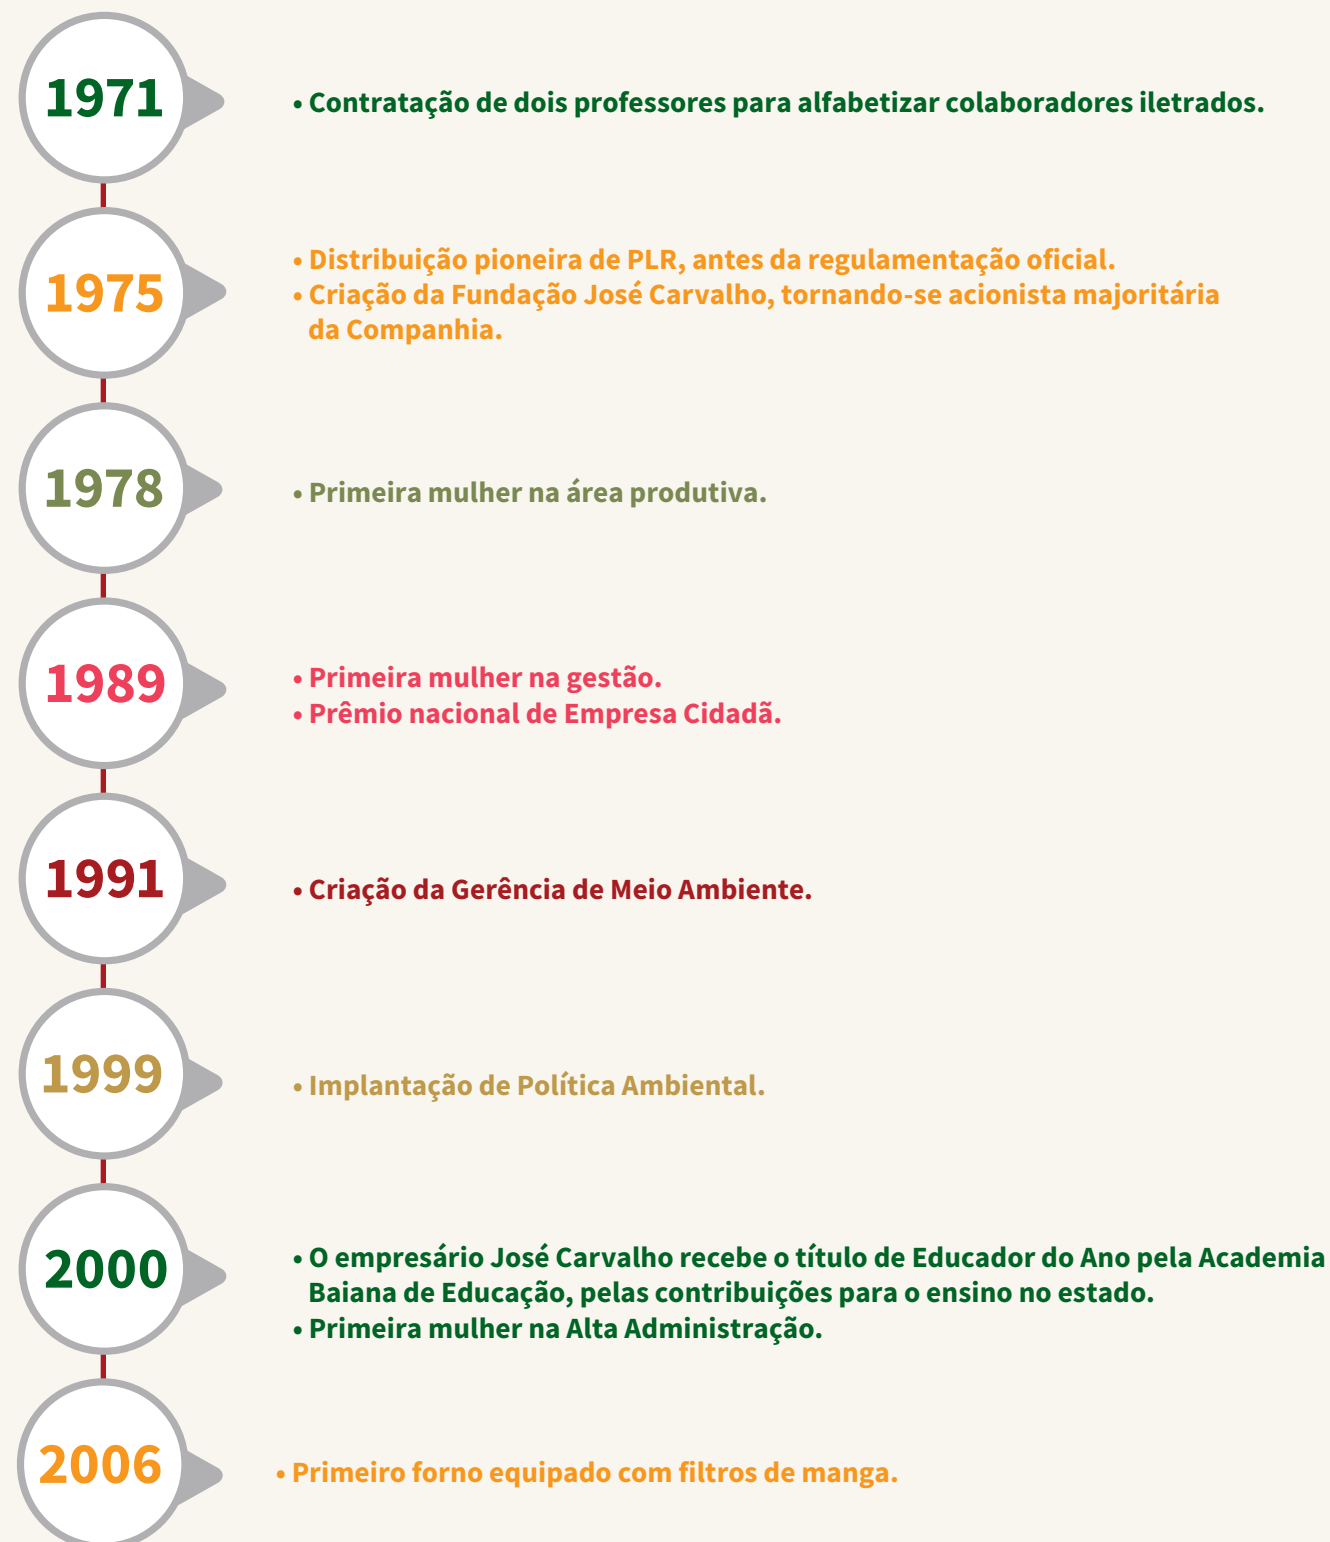 1971
• Contratação de dois professores para alfabetizar colaboradores iletrados.
1975
• Distribuição pioneira de PLR, antes da regulamentação oficial.
• Criação da Fundação José Carvalho, tornando-se acionista majoritária
da Companhia.
1978
• Primeira mulher na área produtiva.
1989
• Primeira mulher na gestão.
• Prêmio nacional de Empresa Cidadã.
1991
• Criação da Gerência de Meio Ambiente.
1999
• Implantação de Política Ambiental.
2000
• O empresário José Carvalho recebe o título de Educador do Ano pela Academia
Baiana de Educação, pelas contribuições para o ensino no estado.
• Primeira mulher na Alta Administração.
2006
• Primeiro forno equipado com filtros de manga.